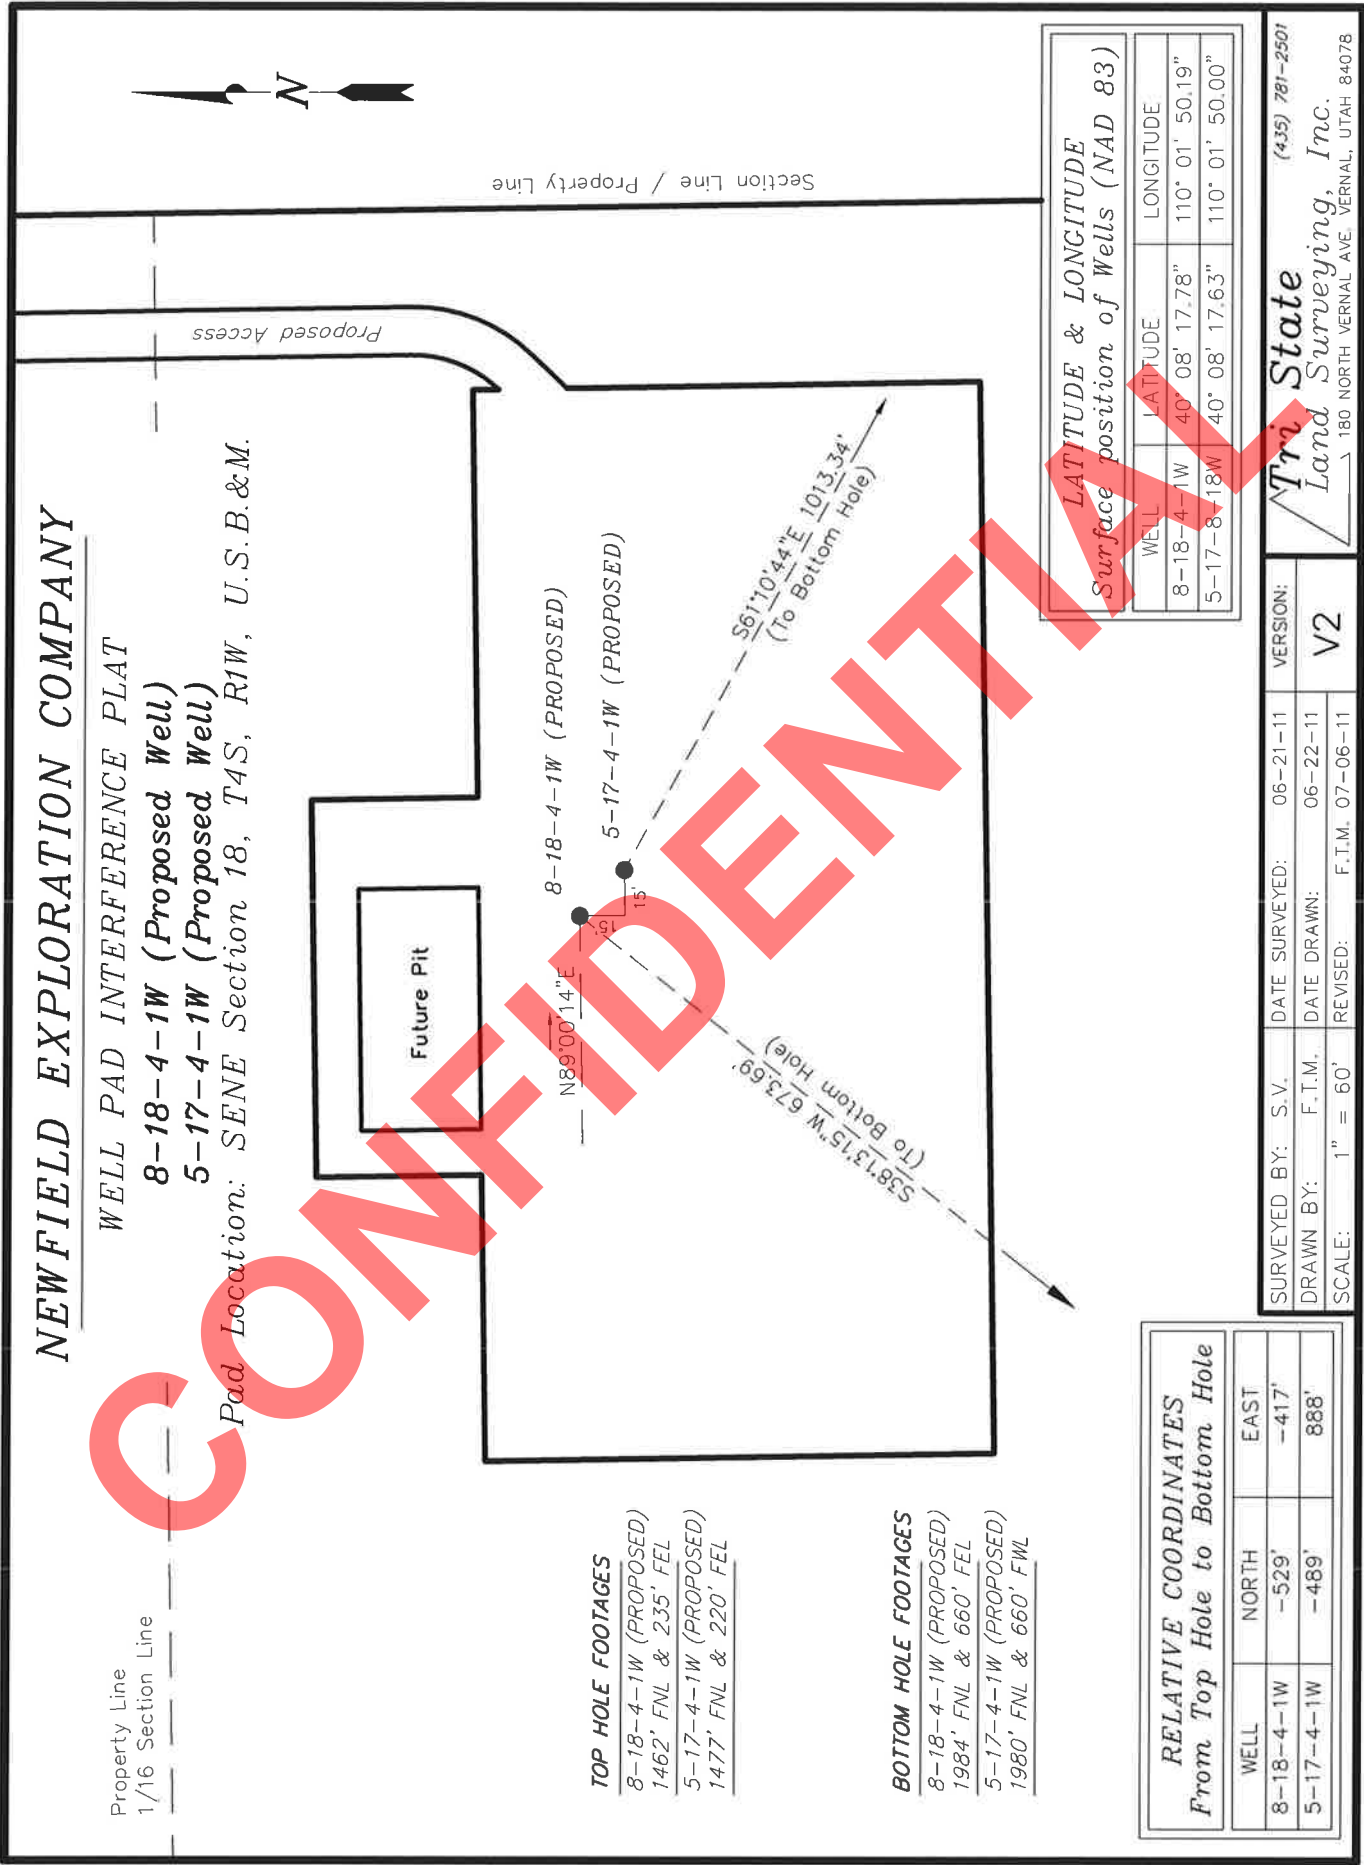 NEWFIELD EXPLORATION COMPANY
WELL PAD INTERFERENCE PLAT
8-18-4-1W (Proposed Well)
5-17-4-1W (Proposed Well)
Pad Location: SENE Section 18, T4S, R1W, U.S.B.&M.
Property Line
1/16 Section Line
N
Section Line / Property Line
Proposed Access
Future Pit
8-18-4-1W (PROPOSED)
5-17-4-1W (PROPOSED)
N89°00'14"E
15'
15'
S61°10'44"E 1013.34'
(To Bottom Hole)
S38°13'15"W 673.69'
(To Bottom Hole)
TOP HOLE FOOTAGES
8-18-4-1W (PROPOSED)
1462' FNL & 235' FEL
5-17-4-1W (PROPOSED)
1477' FNL & 220' FEL
BOTTOM HOLE FOOTAGES
8-18-4-1W (PROPOSED)
1984' FNL & 660' FEL
5-17-4-1W (PROPOSED)
1980' FNL & 660' FWL
CONFIDENTIAL
LATITUDE & LONGITUDE
Surface position of Wells (NAD 83)
WELL LATITUDE LONGITUDE
8-18-4-1W 40° 08' 17.78" 110° 01' 50.19"
5-17-8-18W 40° 08' 17.63" 110° 01' 50.00"
RELATIVE COORDINATES
From Top Hole to Bottom Hole
WELL NORTH EAST
8-18-4-1W -529' -417'
5-17-4-1W -489' 888'
SURVEYED BY: S.V. DATE SURVEYED: 06-21-11 VERSION:
DRAWN BY: F.T.M. DATE DRAWN: 06-22-11 V2
SCALE: 1" = 60' REVISED: F.T.M. 07-06-11
Tri State (435) 781-2501
Land Surveying, Inc.
180 NORTH VERNAL AVE. VERNAL, UTAH 84078